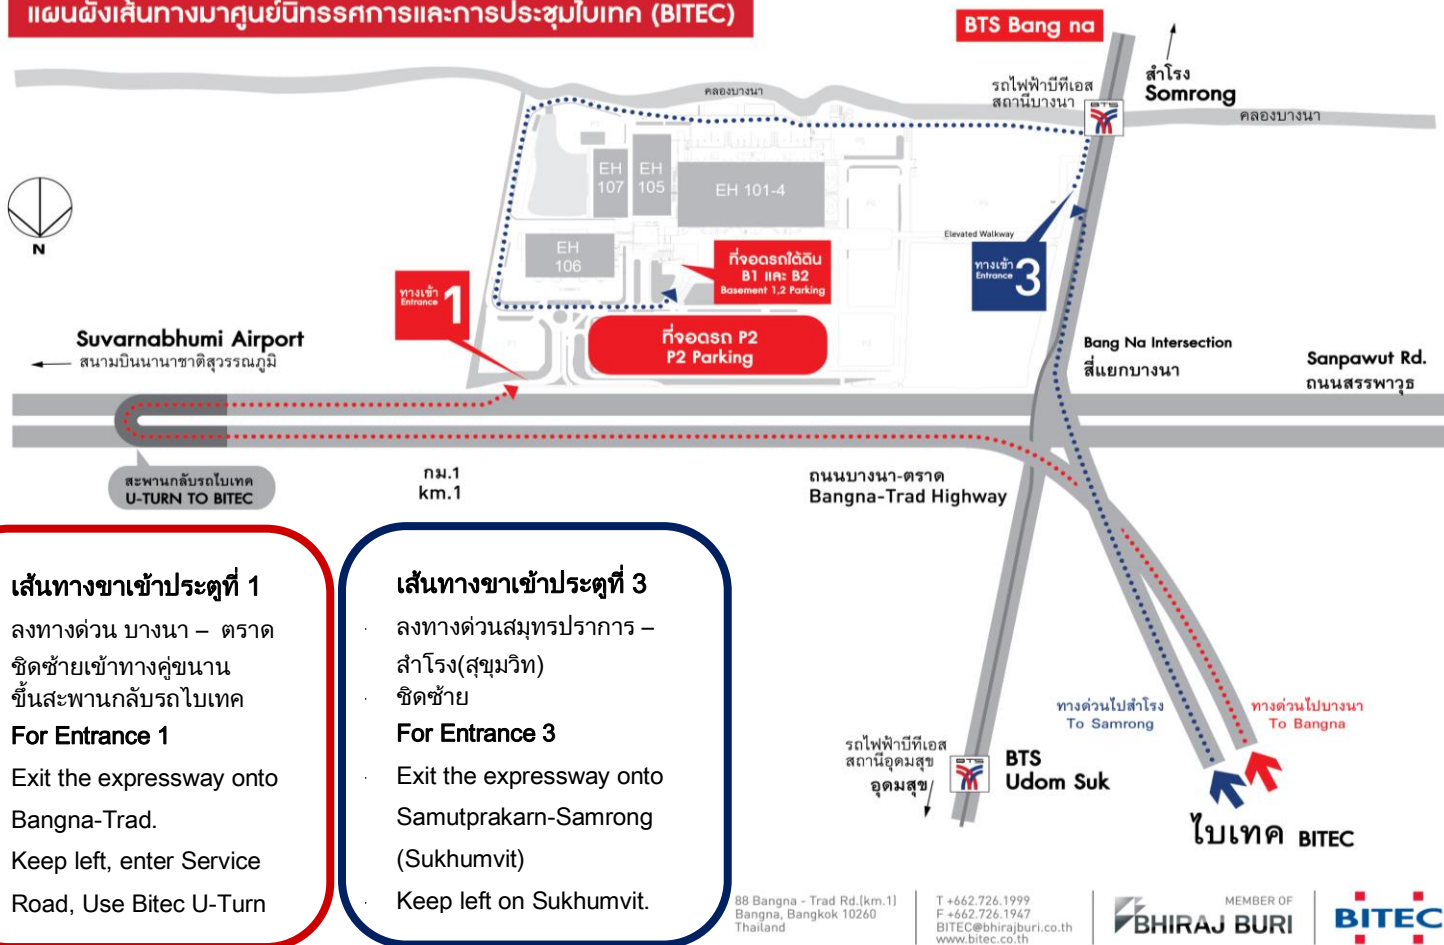 แผนผังเส้นทางมาศูนย์นิทรรศการและการประชุมไบเทค (BITEC)
BTS Bang na
สำโรง
Somrong
รถไฟฟ้าบีทีเอส
สถานีบางนา
BTS
คลองบางนา
คลองบางนา
N
EH
107
EH
105
EH 101-4
EH
106
Elevated Walkway
ทางเข้า
Entrance
3
ที่จอดรถใต้ดิน
B1 และ B2
Basement 1,2 Parking
ทางเข้า
Entrance
1
ที่จอดรถ P2
P2 Parking
Suvarnabhumi Airport
สนามบินนานาชาติสุวรรณภูมิ
Bang Na Intersection
สี่แยกบางนา
Sanpawut Rd.
ถนนสรรพาวุธ
สะพานกลับรถไบเทค
U-TURN TO BITEC
กม.1
km.1
ถนนบางนา-ตราด
Bangna-Trad Highway
เส้นทางขาเข้าประตูที่ 1
ลงทางด่วน บางนา – ตราด
ชิดซ้ายเข้าทางคู่ขนาน
ขึ้นสะพานกลับรถไบเทค
For Entrance 1
Exit the expressway onto
Bangna-Trad.
Keep left, enter Service
Road, Use Bitec U-Turn
เส้นทางขาเข้าประตูที่ 3
· ลงทางด่วนสมุทรปราการ –
สำโรง(สุขุมวิท)
· ชิดซ้าย
For Entrance 3
· Exit the expressway onto
Samutprakarn-Samrong
(Sukhumvit)
· Keep left on Sukhumvit.
ทางด่วนไปสำโรง
To Samrong
ทางด่วนไปบางนา
To Bangna
รถไฟฟ้าบีทีเอส
สถานีอุดมสุข
อุดมสุข
BTS
BTS
Udom Suk
ไบเทค BITEC
88 Bangna - Trad Rd.(km.1)
Bangna, Bangkok 10260
Thailand
T +662.726.1999
F +662.726.1947
BITEC@bhirajburi.co.th
www.bitec.co.th
MEMBER OF
BHIRAJ BURI
BITEC